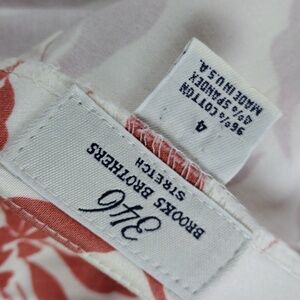 346
BROOKS BROTHERS
STRETCH
4
96% COTTON
4% SPANDEX
MADE IN U.S.A.